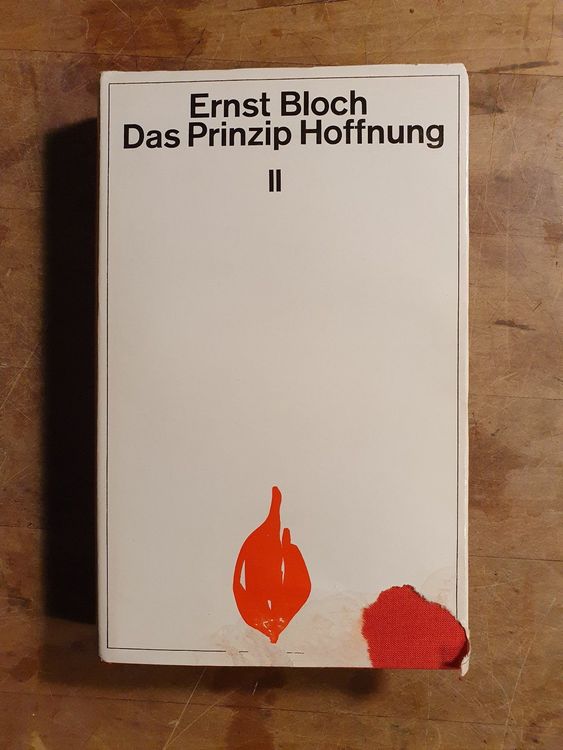 Ernst Bloch
Das Prinzip Hoffnung
II